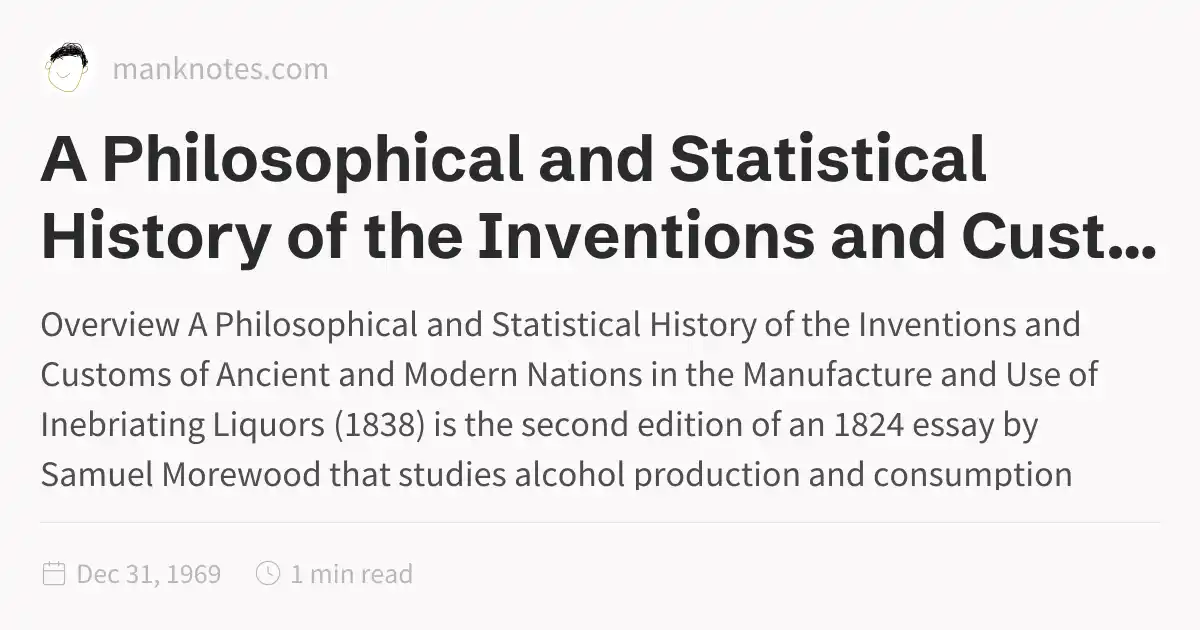 manknotes.com
A Philosophical and Statistical
History of the Inventions and Cust...
Overview A Philosophical and Statistical History of the Inventions and
Customs of Ancient and Modern Nations in the Manufacture and Use of
Inebriating Liquors (1838) is the second edition of an 1824 essay by
Samuel Morewood that studies alcohol production and consumption
Dec 31, 1969 1 min read